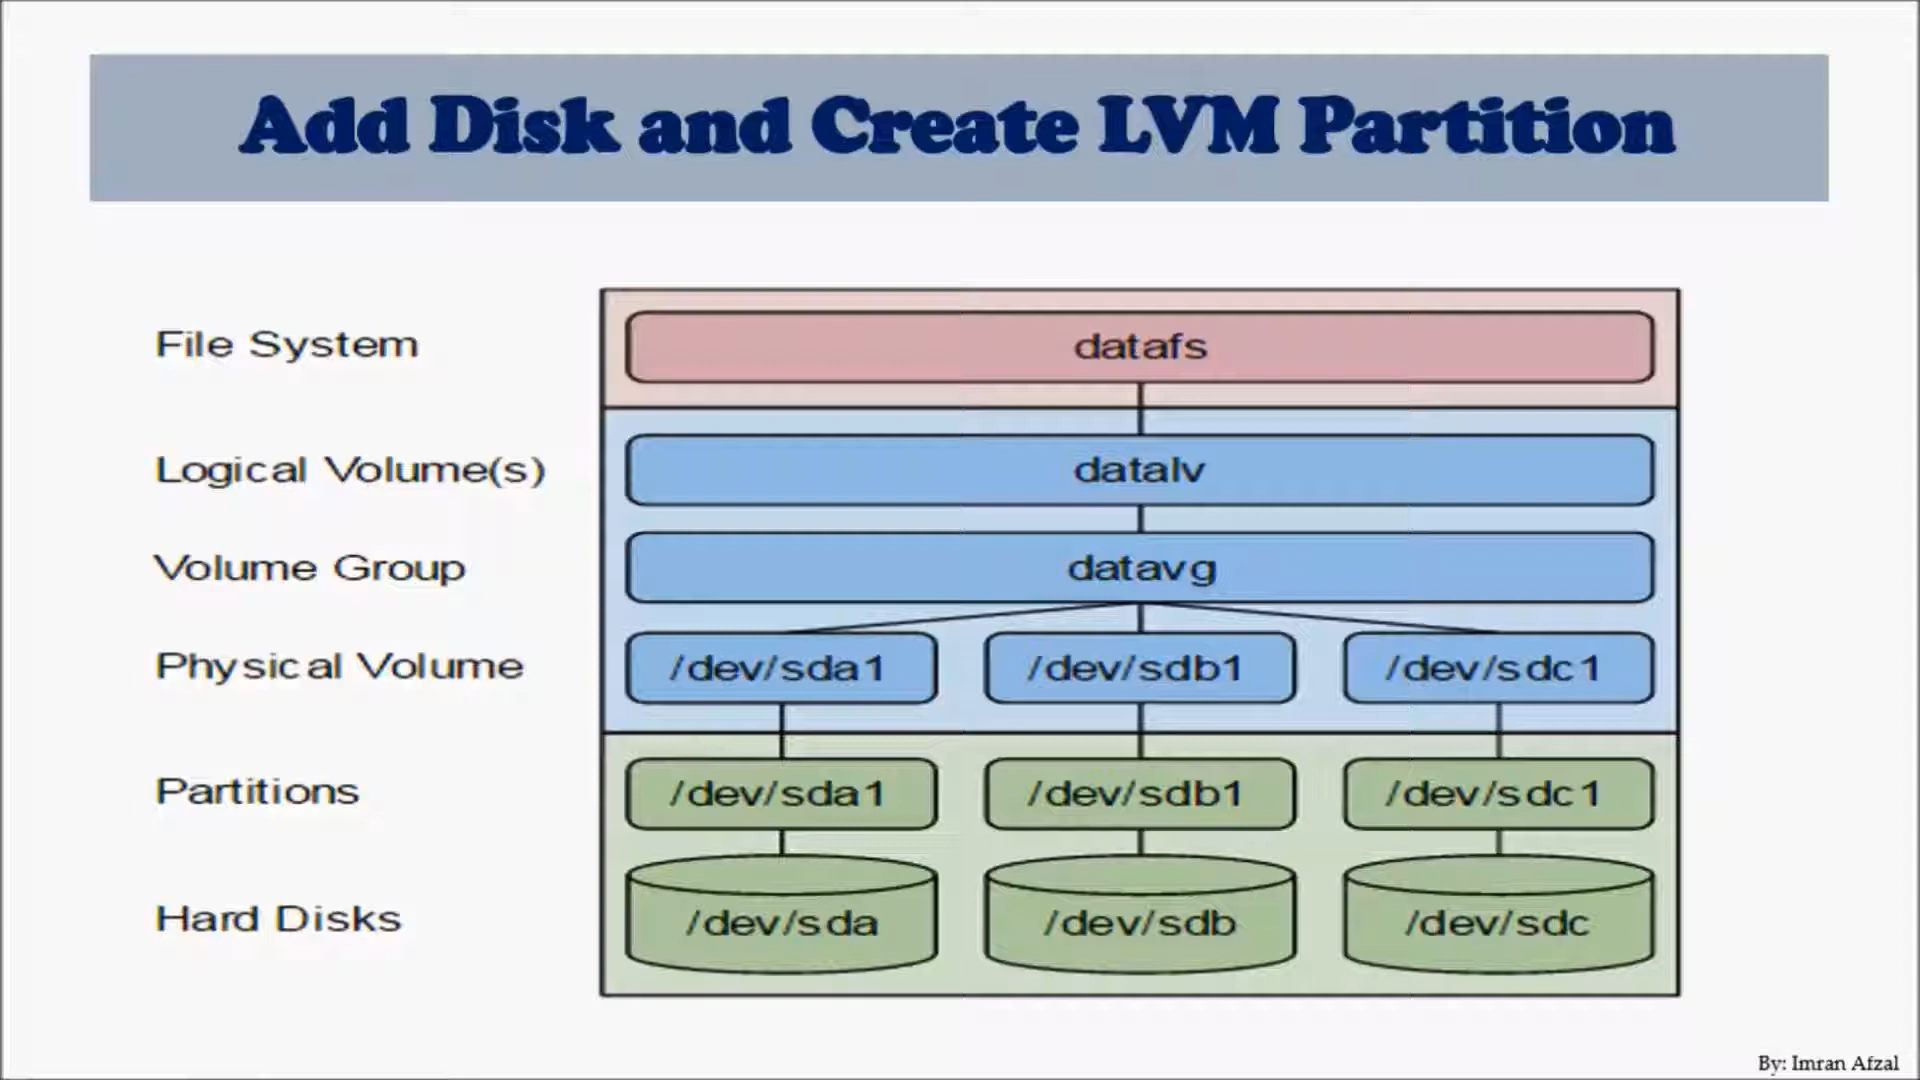 Add Disk and Create LVM Partition
File System
datafs
Logical Volume(s)
datalv
Volume Group
datavg
Physical Volume
/dev/sda1
/dev/sdb1
/dev/sdc1
Partitions
/dev/sda1
/dev/sdb1
/dev/sdc1
Hard Disks
/dev/sda
/dev/sdb
/dev/sdc
By: Imran Afzal